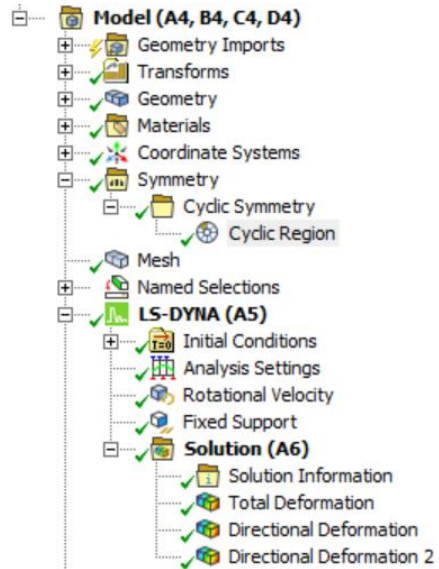 Model (A4, B4, C4, D4)
Geometry Imports
Transforms
Geometry
Materials
Coordinate Systems
Symmetry
Cyclic Symmetry
Cyclic Region
Mesh
Named Selections
LS-DYNA (A5)
T=0 Initial Conditions
Analysis Settings
Rotational Velocity
Fixed Support
Solution (A6)
Solution Information
Total Deformation
Directional Deformation
Directional Deformation 2